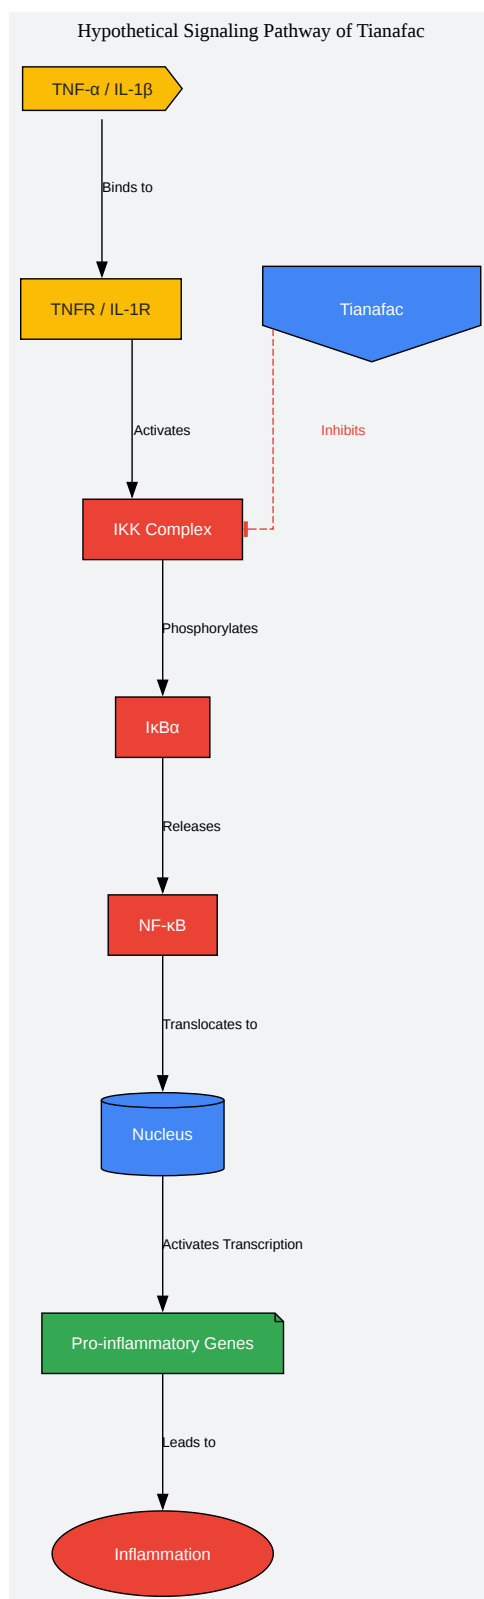 Hypothetical Signaling Pathway of Tianafac
TNF-α / IL-1β
Binds to
TNFR / IL-1R
Tianafac
Activates
Inhibits
IKK Complex
Phosphorylates
IκBα
Releases
NF-κB
Translocates to
Nucleus
Activates Transcription
Pro-inflammatory Genes
Leads to
Inflammation